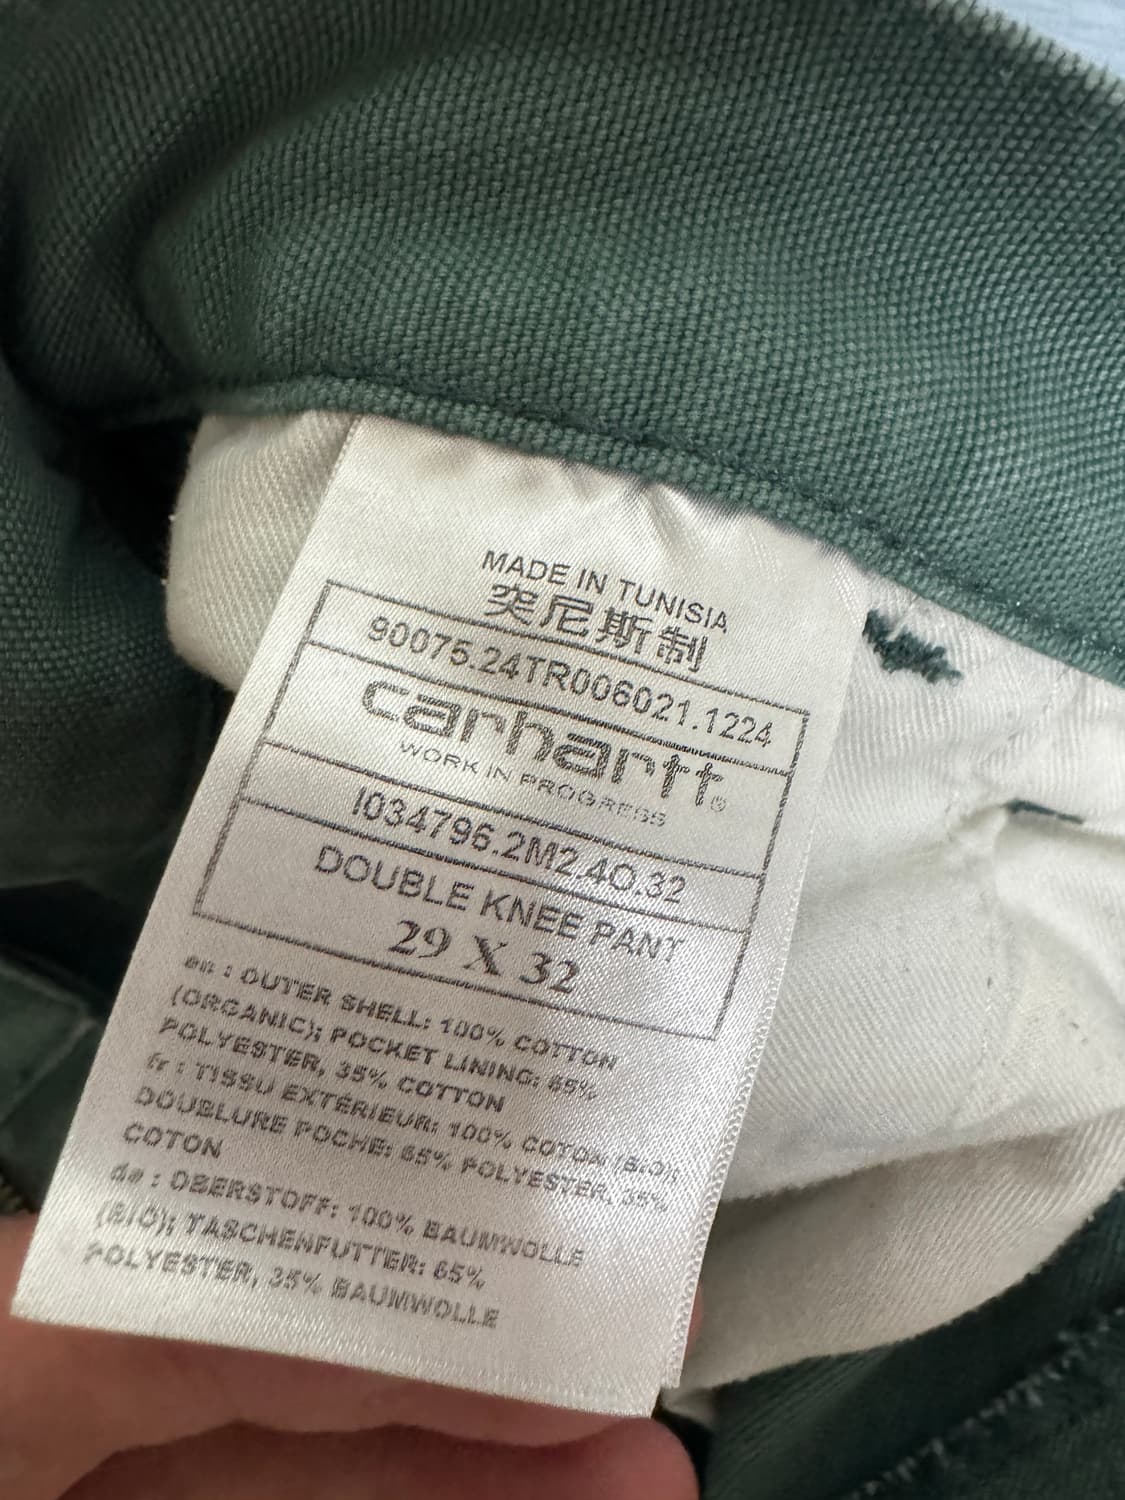 MADE IN TUNISIA
突尼斯制
90075.24TR006021.1224
carhartt®
WORK IN PROGRESS
I034796.2M2.4O.32
DOUBLE KNEE PANT
29 X 32
en : OUTER SHELL: 100% COTTON
(ORGANIC); POCKET LINING: 65%
POLYESTER, 35% COTTON
fr : TISSU EXTÉRIEUR: 100% COTON (BIO);
DOUBLURE POCHE: 65% POLYESTER, 35%
COTON
de : OBERSTOFF: 100% BAUMWOLLE
(BIO); TASCHENFUTTER: 65%
POLYESTER, 35% BAUMWOLLE